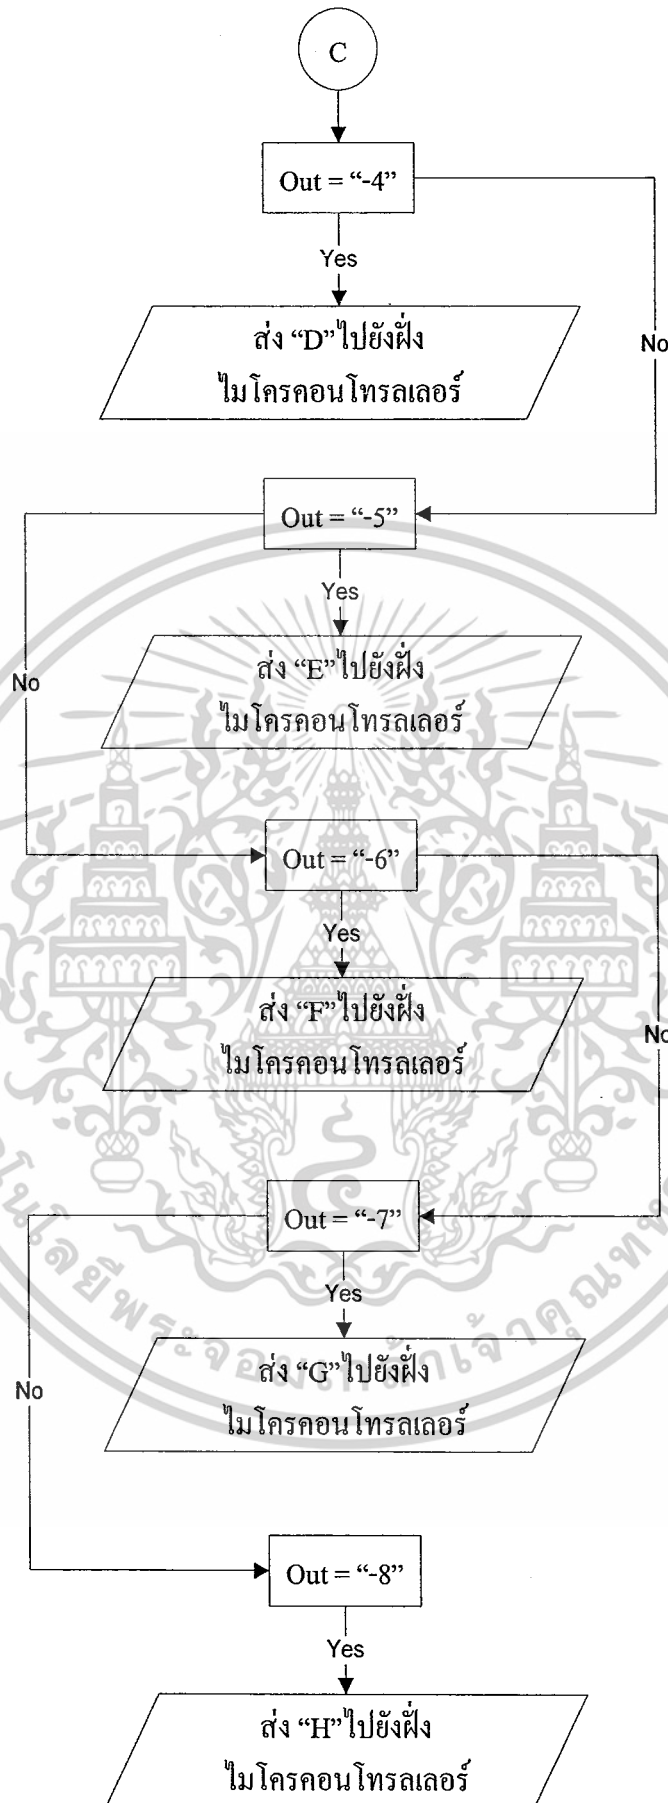 C
Out = “-4”
Yes
ส่ง “D”ไปยังฝั่ง
ไมโครคอนโทรลเลอร์
No
Out = “-5”
Yes
No
ส่ง “E”ไปยังฝั่ง
ไมโครคอนโทรลเลอร์
Out = “-6”
Yes
ส่ง “F”ไปยังฝั่ง
ไมโครคอนโทรลเลอร์
No
Out = “-7”
Yes
ส่ง “G”ไปยังฝั่ง
ไมโครคอนโทรลเลอร์
No
Out = “-8”
Yes
ส่ง “H”ไปยังฝั่ง
ไมโครคอนโทรลเลอร์